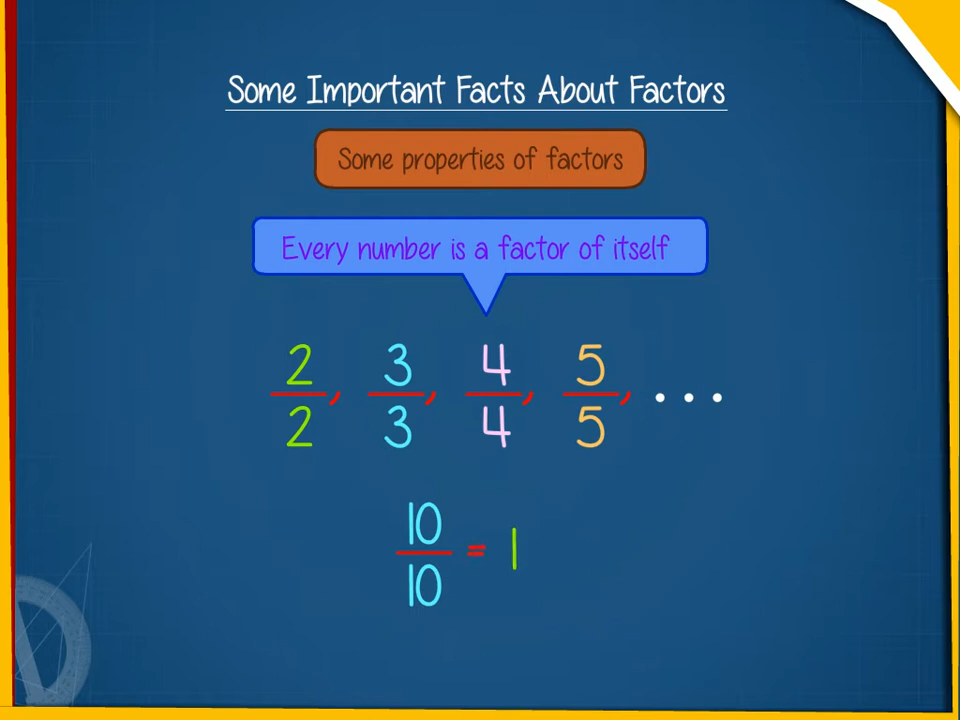 Some Important Facts About Factors
Some properties of factors
Every number is a factor of itself
2/2, 3/3, 4/4, 5/5, ...
10/10 = 1